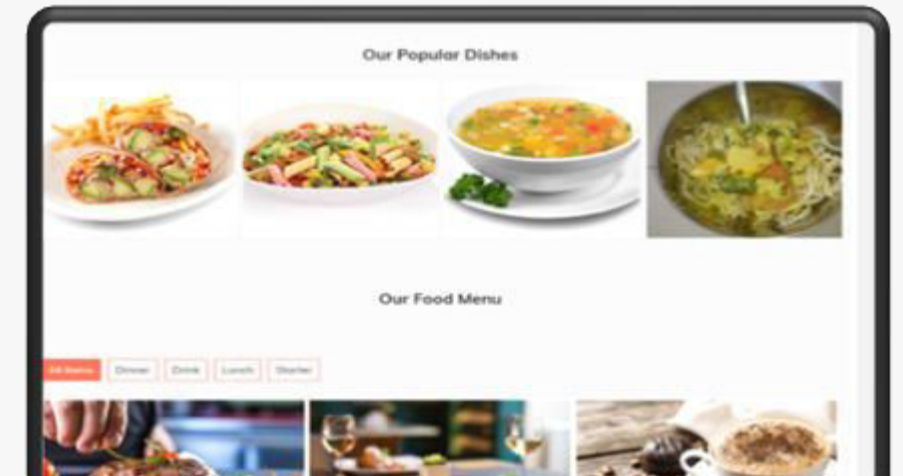 Our Popular Dishes
Our Food Menu
All Items Dinner Drink Lunch Starter